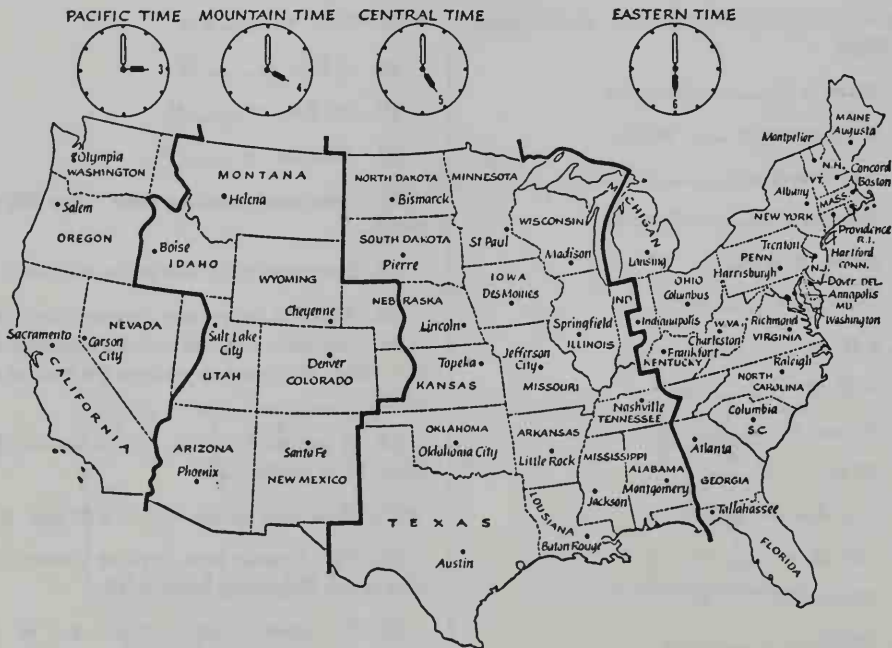 PACIFIC TIME
MOUNTAIN TIME
CENTRAL TIME
EASTERN TIME
3
4
5
6
Olympia
WASHINGTON
Salem
OREGON
Boise
IDAHO
MONTANA
Helena
WYOMING
Cheyenne
NEVADA
Carson
City
Sacramento
CALIFORNIA
Salt Lake
City
UTAH
Denver
COLORADO
ARIZONA
Phoenix
Santa Fe
NEW MEXICO
NORTH DAKOTA
Bismarck
SOUTH DAKOTA
Pierre
NEBRASKA
Lincoln
Topeka
KANSAS
OKLAHOMA
Oklahoma City
TEXAS
Austin
MINNESOTA
St Paul
IOWA
Des Moines
Jefferson
City
MISSOURI
ARKANSAS
Little Rock
LOUSIANA
Baton Rouge
WISCONSIN
Madison
MICHIGAN
Lansing
Springfield
ILLINOIS
IND
Indianapolis
OHIO
Columbus
W.VA.
Charleston
Frankfort
KENTUCKY
Nashville
TENNESSEE
MISSISSIPPI
Jackson
ALABAMA
Montgomery
Atlanta
GEORGIA
Tallahassee
FLORIDA
Columbia
S.C.
Raleigh
NORTH
CAROLINA
Richmond
VIRGINIA
PENN
Harrisburgh
Trenton
N.J.
Albany
NEW YORK
Montpelier
VT.
N.H.
MAINE
Augusta
Concord
Boston
MASS.
Providence
R.I.
Hartford
CONN.
Dover DEL.
Annapolis
MD.
Washington